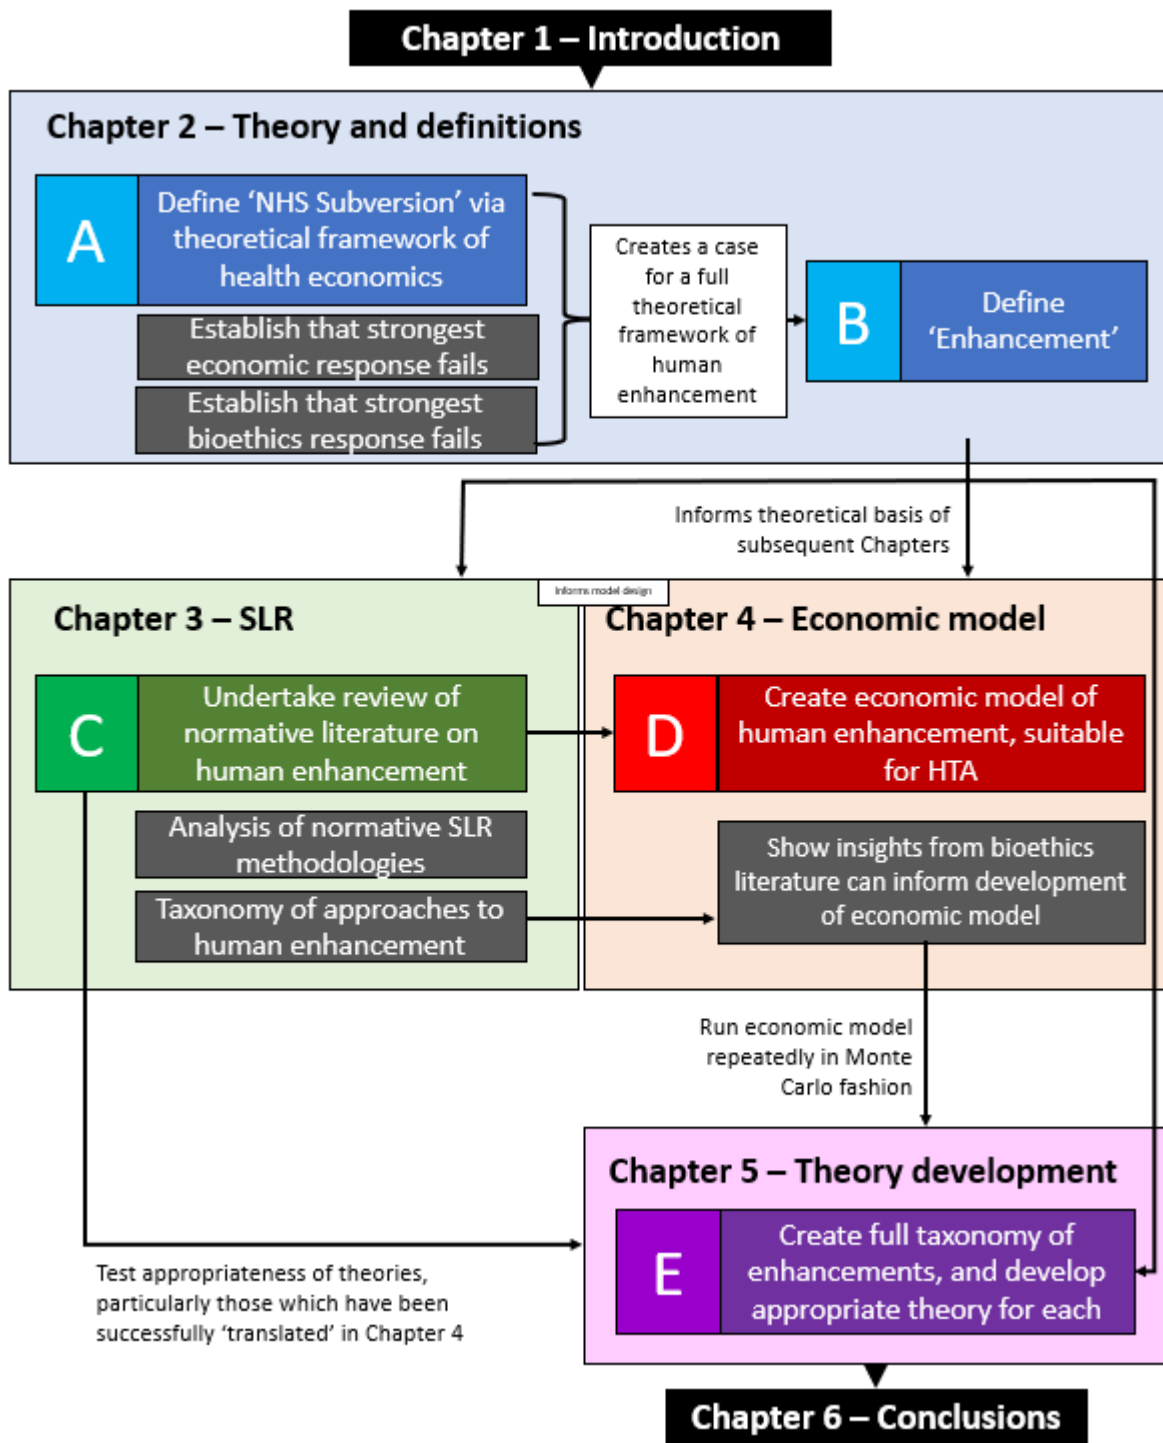 Chapter 1 – Introduction
Chapter 2 – Theory and definitions
A
Define ‘NHS Subversion’ via
theoretical framework of
health economics
Establish that strongest
economic response fails
Establish that strongest
bioethics response fails
Creates a case
for a full
theoretical
framework of
human
enhancement
B
Define
‘Enhancement’
Informs theoretical basis of
subsequent Chapters
Informs model design
Chapter 3 – SLR
C
Undertake review of
normative literature on
human enhancement
Analysis of normative SLR
methodologies
Taxonomy of approaches to
human enhancement
Chapter 4 – Economic model
D
Create economic model of
human enhancement, suitable
for HTA
Show insights from bioethics
literature can inform development
of economic model
Run economic model
repeatedly in Monte
Carlo fashion
Test appropriateness of theories,
particularly those which have been
successfully ‘translated’ in Chapter 4
Chapter 5 – Theory development
E
Create full taxonomy of
enhancements, and develop
appropriate theory for each
Chapter 6 – Conclusions